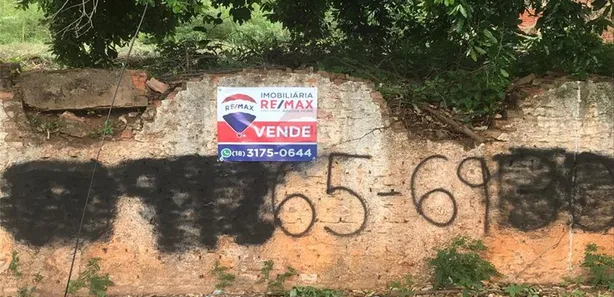 IMOBILIÁRIA
RE/MAX
RE/MAX
VENDE
(18) 3175-0644
65-69